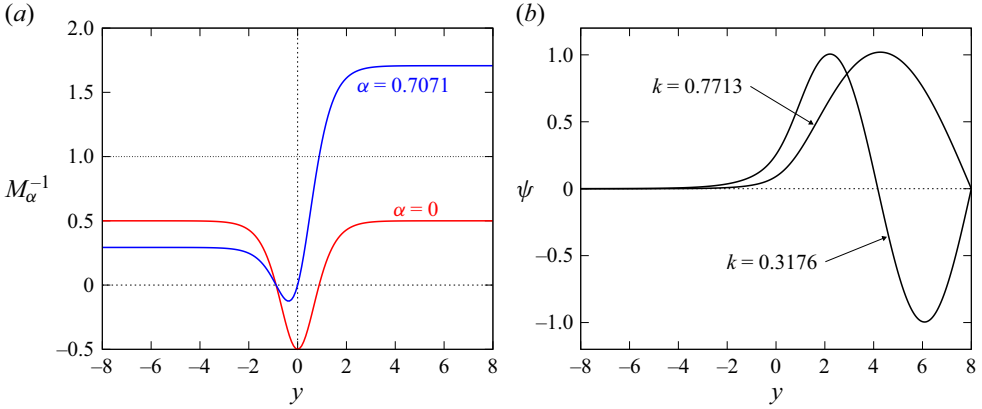 (a)
2.0
1.5
1.0
0.5
0
–0.5
M_α^{–1}
α = 0.7071
α = 0
–8 –6 –4 –2 0 2 4 6 8
y
(b)
1.0
0.5
0
–0.5
–1.0
ψ
k = 0.7713
k = 0.3176
–8 –6 –4 –2 0 2 4 6 8
y